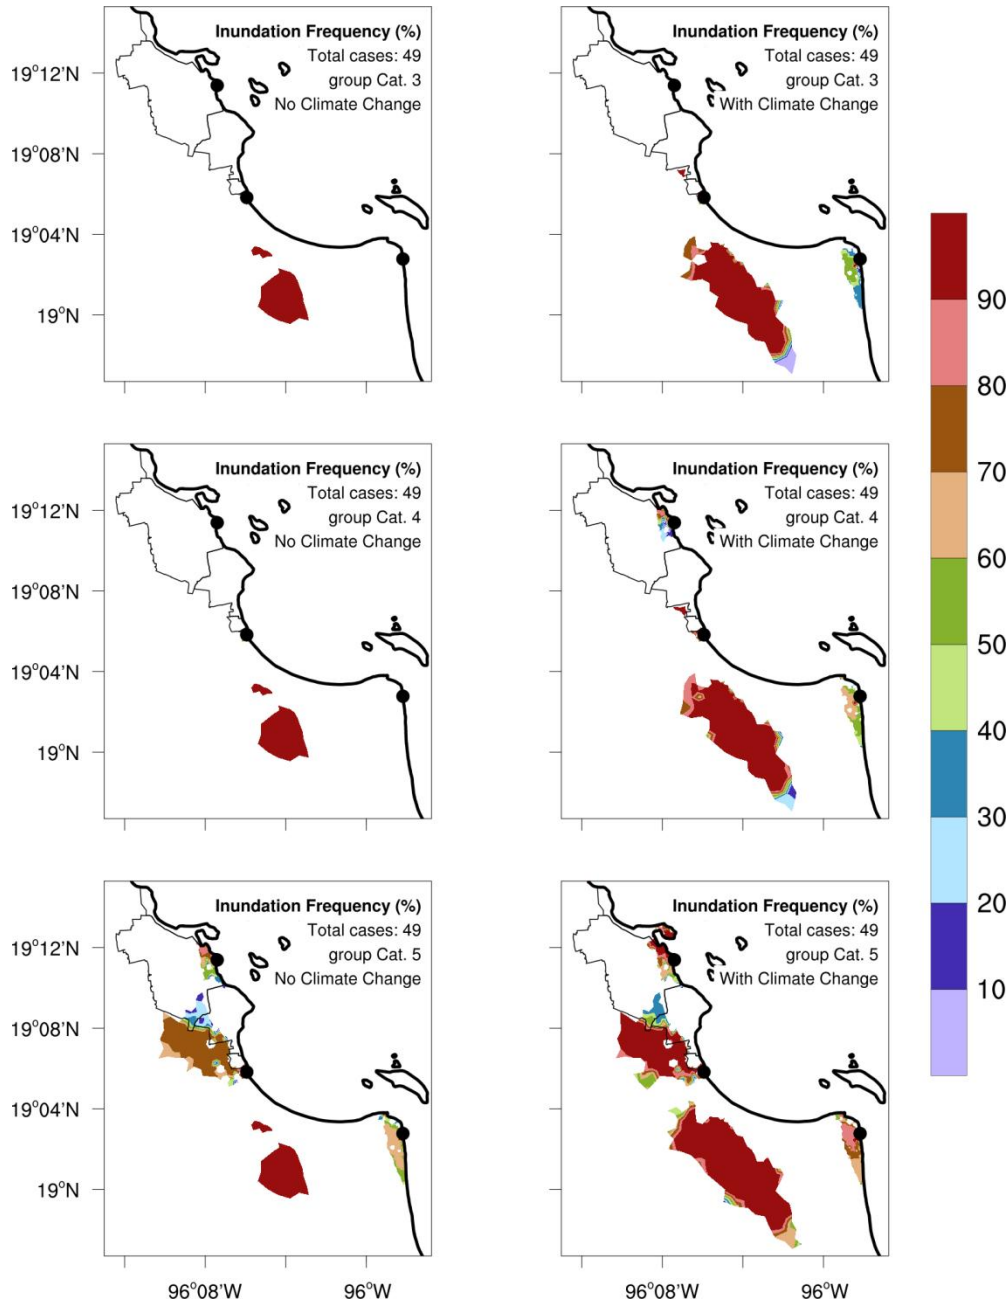 Inundation Frequency (%)
Total cases: 49
group Cat. 3
No Climate Change
19°12'N
19°08'N
19°04'N
19°N
Inundation Frequency (%)
Total cases: 49
group Cat. 3
With Climate Change
Inundation Frequency (%)
Total cases: 49
group Cat. 4
No Climate Change
19°12'N
19°08'N
19°04'N
19°N
Inundation Frequency (%)
Total cases: 49
group Cat. 4
With Climate Change
Inundation Frequency (%)
Total cases: 49
group Cat. 5
No Climate Change
19°12'N
19°08'N
19°04'N
19°N
96°08'W 96°W
Inundation Frequency (%)
Total cases: 49
group Cat. 5
With Climate Change
96°08'W 96°W
90
80
70
60
50
40
30
20
10